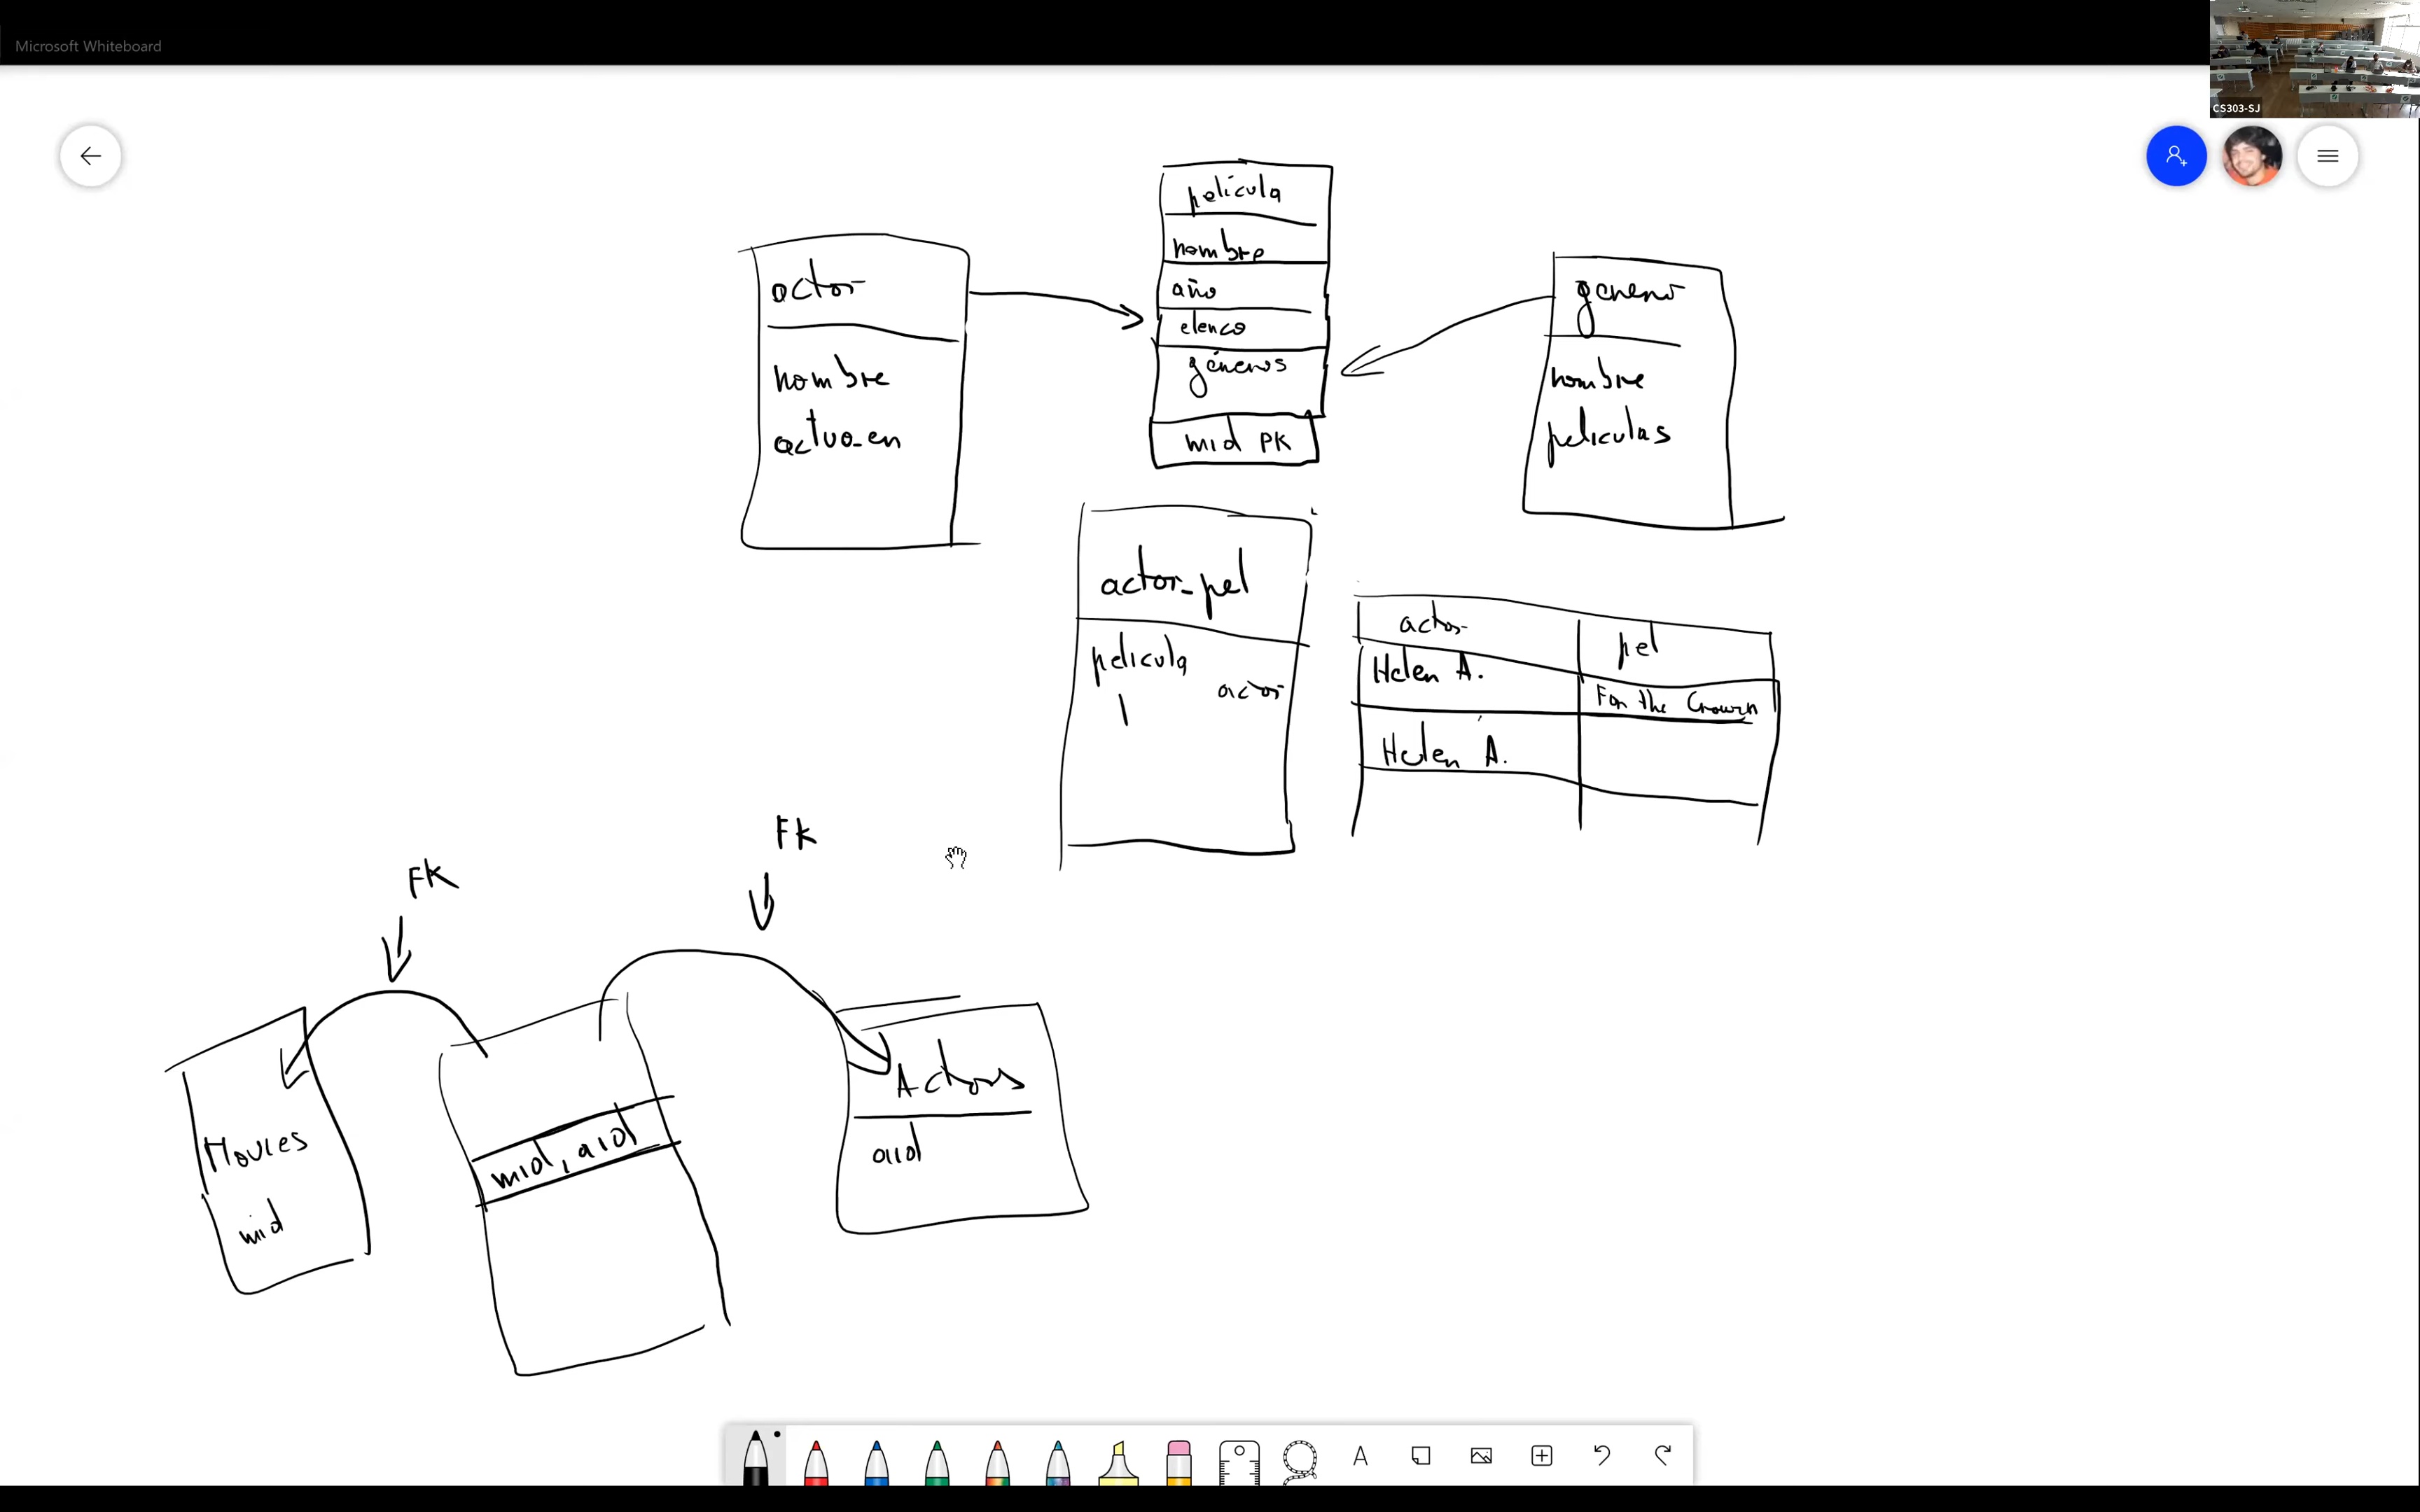 Microsoft Whiteboard
CS303-SJ
pelicula
nombre
año
elenco
géneros
mid PK
actor
nombre
actuo_en
genero
nombre
peliculas
actor_pel
pelicula
actor
actor
pel
Helen A.
For the Crown
Helen A.
FK
FK
Movies
mid
mid, aid
Actors
aid